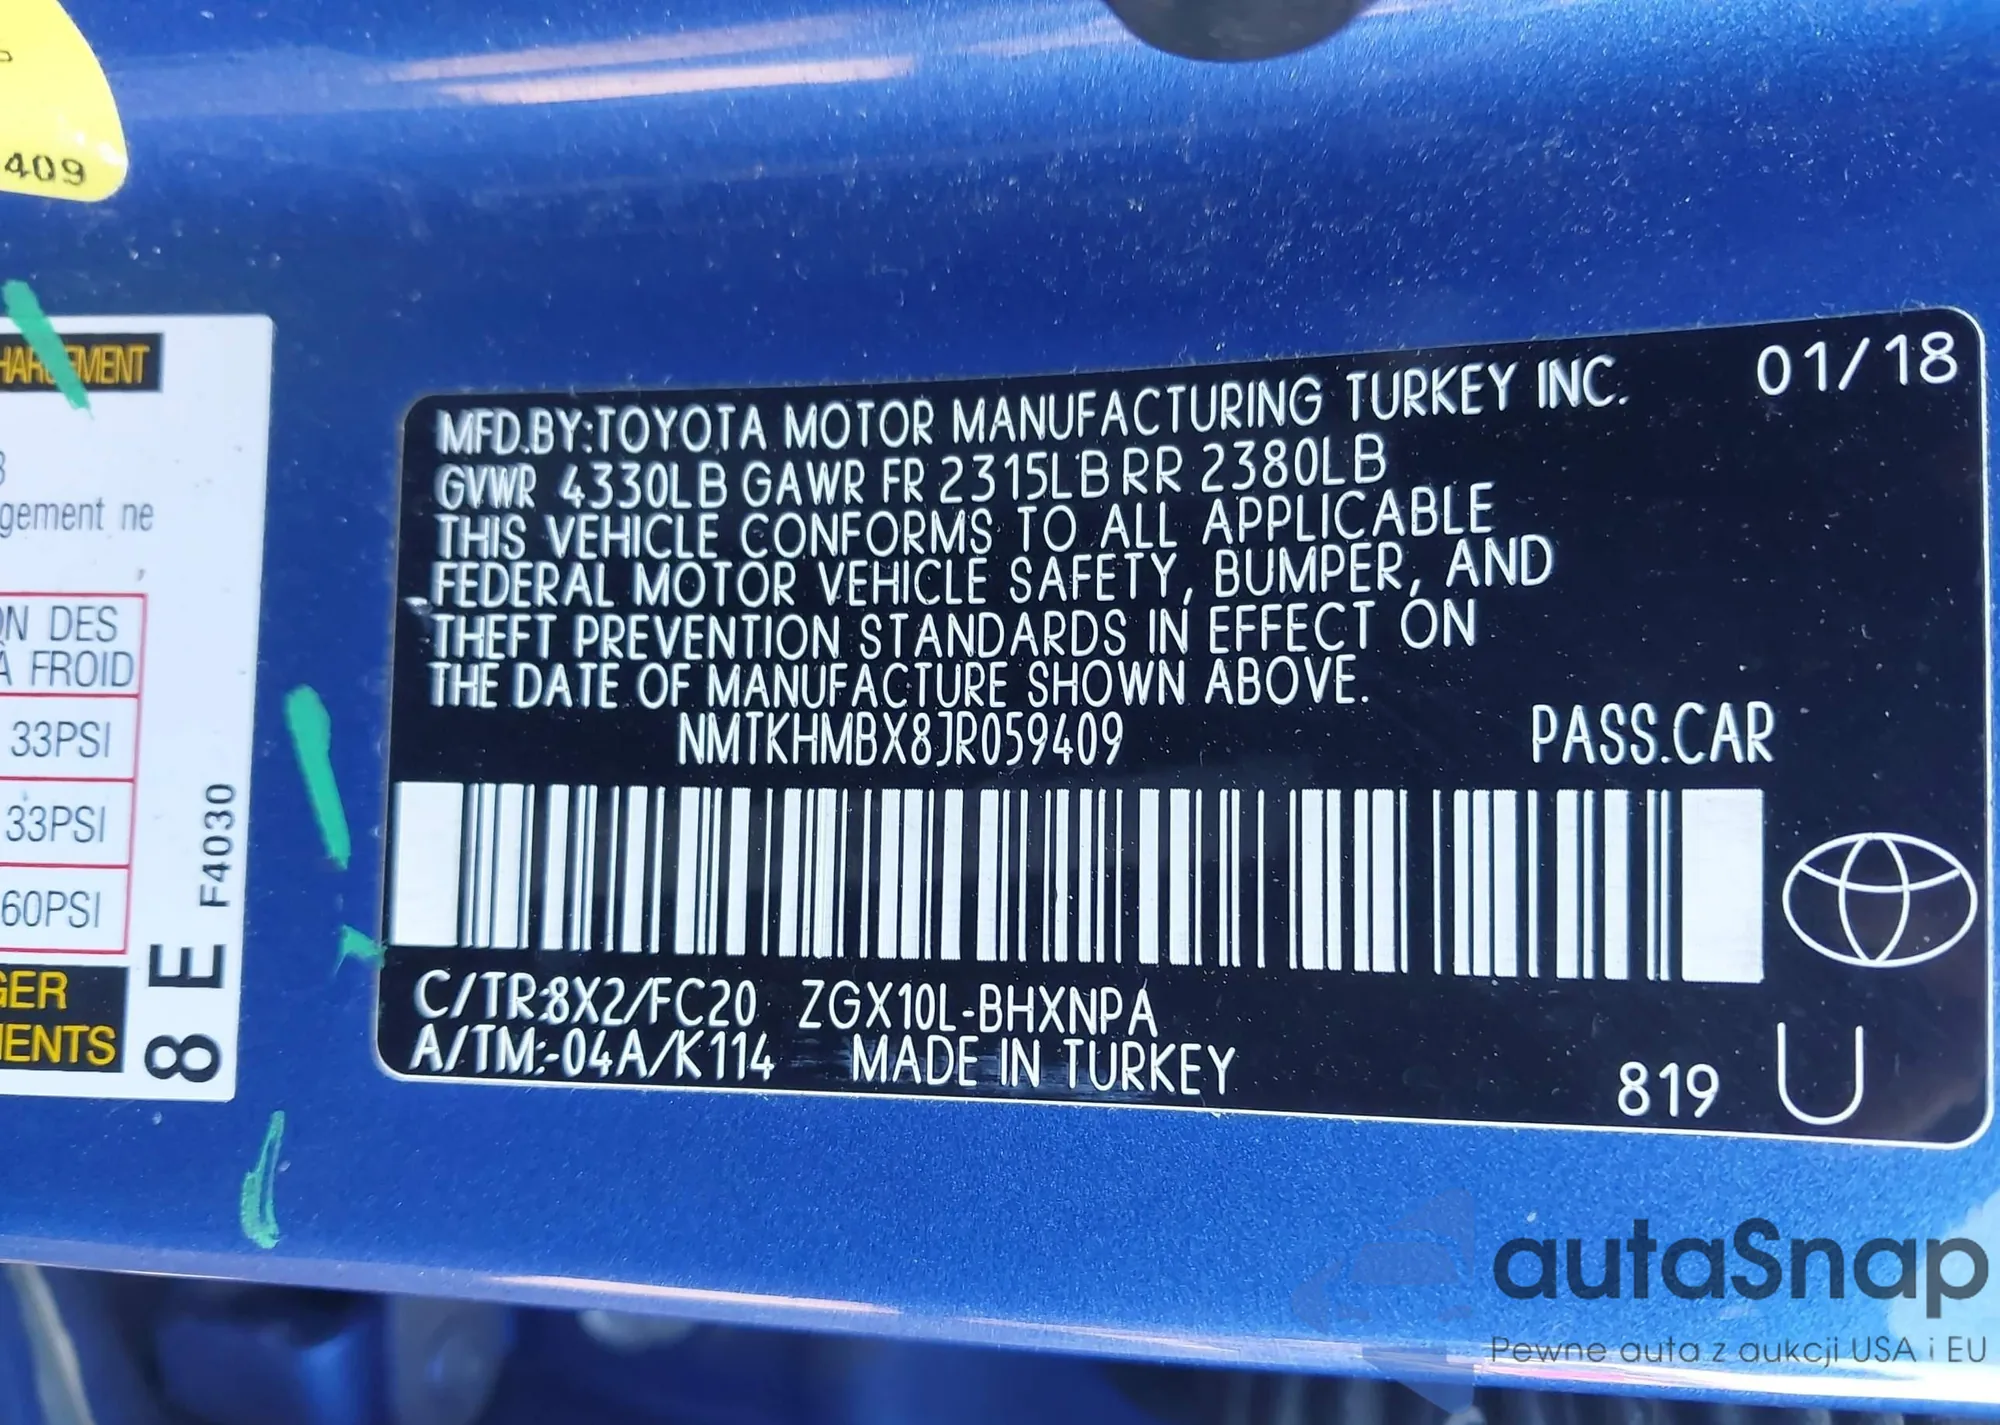 409
HARGEMENT
gement ne
ON DES
À FROID
33PSI
33PSI
60PSI
GER
MENTS
8 E
F4030
01/18
MFD.BY:TOYOTA MOTOR MANUFACTURING TURKEY INC.
GVWR 4330LB GAWR FR 2315LB RR 2380LB
THIS VEHICLE CONFORMS TO ALL APPLICABLE
FEDERAL MOTOR VEHICLE SAFETY, BUMPER, AND
THEFT PREVENTION STANDARDS IN EFFECT ON
THE DATE OF MANUFACTURE SHOWN ABOVE.
NMTKHMBX8JR059409 PASS.CAR
C/TR:8X2/FC20 ZGX10L-BHXNPA
A/TM:-04A/K114 MADE IN TURKEY
819 U
autaSnap
Pewne auta z aukcji USA i EU